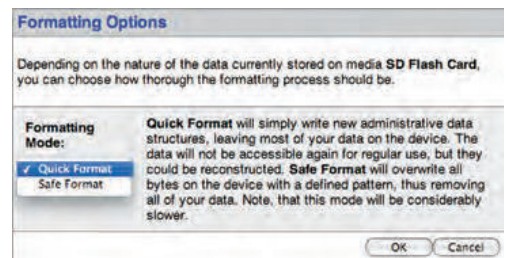 Formatting Options
Depending on the nature of the data currently stored on media SD Flash Card,
you can choose how thorough the formatting process should be.
Formatting
Mode:
✓ Quick Format
Safe Format
Quick Format will simply write new administrative data
structures, leaving most of your data on the device. The
data will not be accessible again for regular use, but they
could be reconstructed. Safe Format will overwrite all
bytes on the device with a defined pattern, thus removing
all of your data. Note, that this mode will be considerably
slower.
OK
Cancel